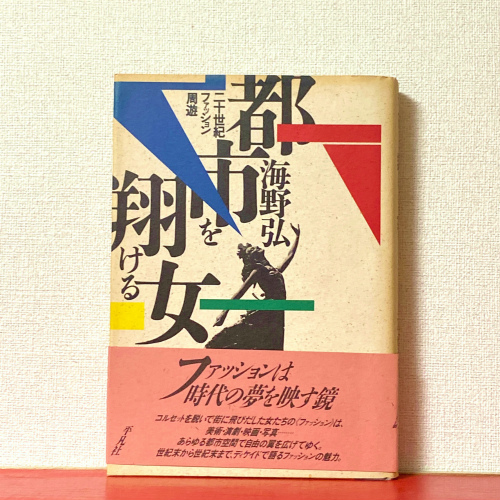 都市を
翔ける
女
二十世紀
ファッション
周遊
海野弘
ファッションは
時代の夢を映す鏡
コルセットを脱いで街に飛びだした女たちの〈ファッション〉は、
美術・演劇・映画・写真──
あらゆる都市空間で自由の翼を広げてゆく。
世紀末から世紀末まで、ディケイドで語るファッションの魅力。
平凡社